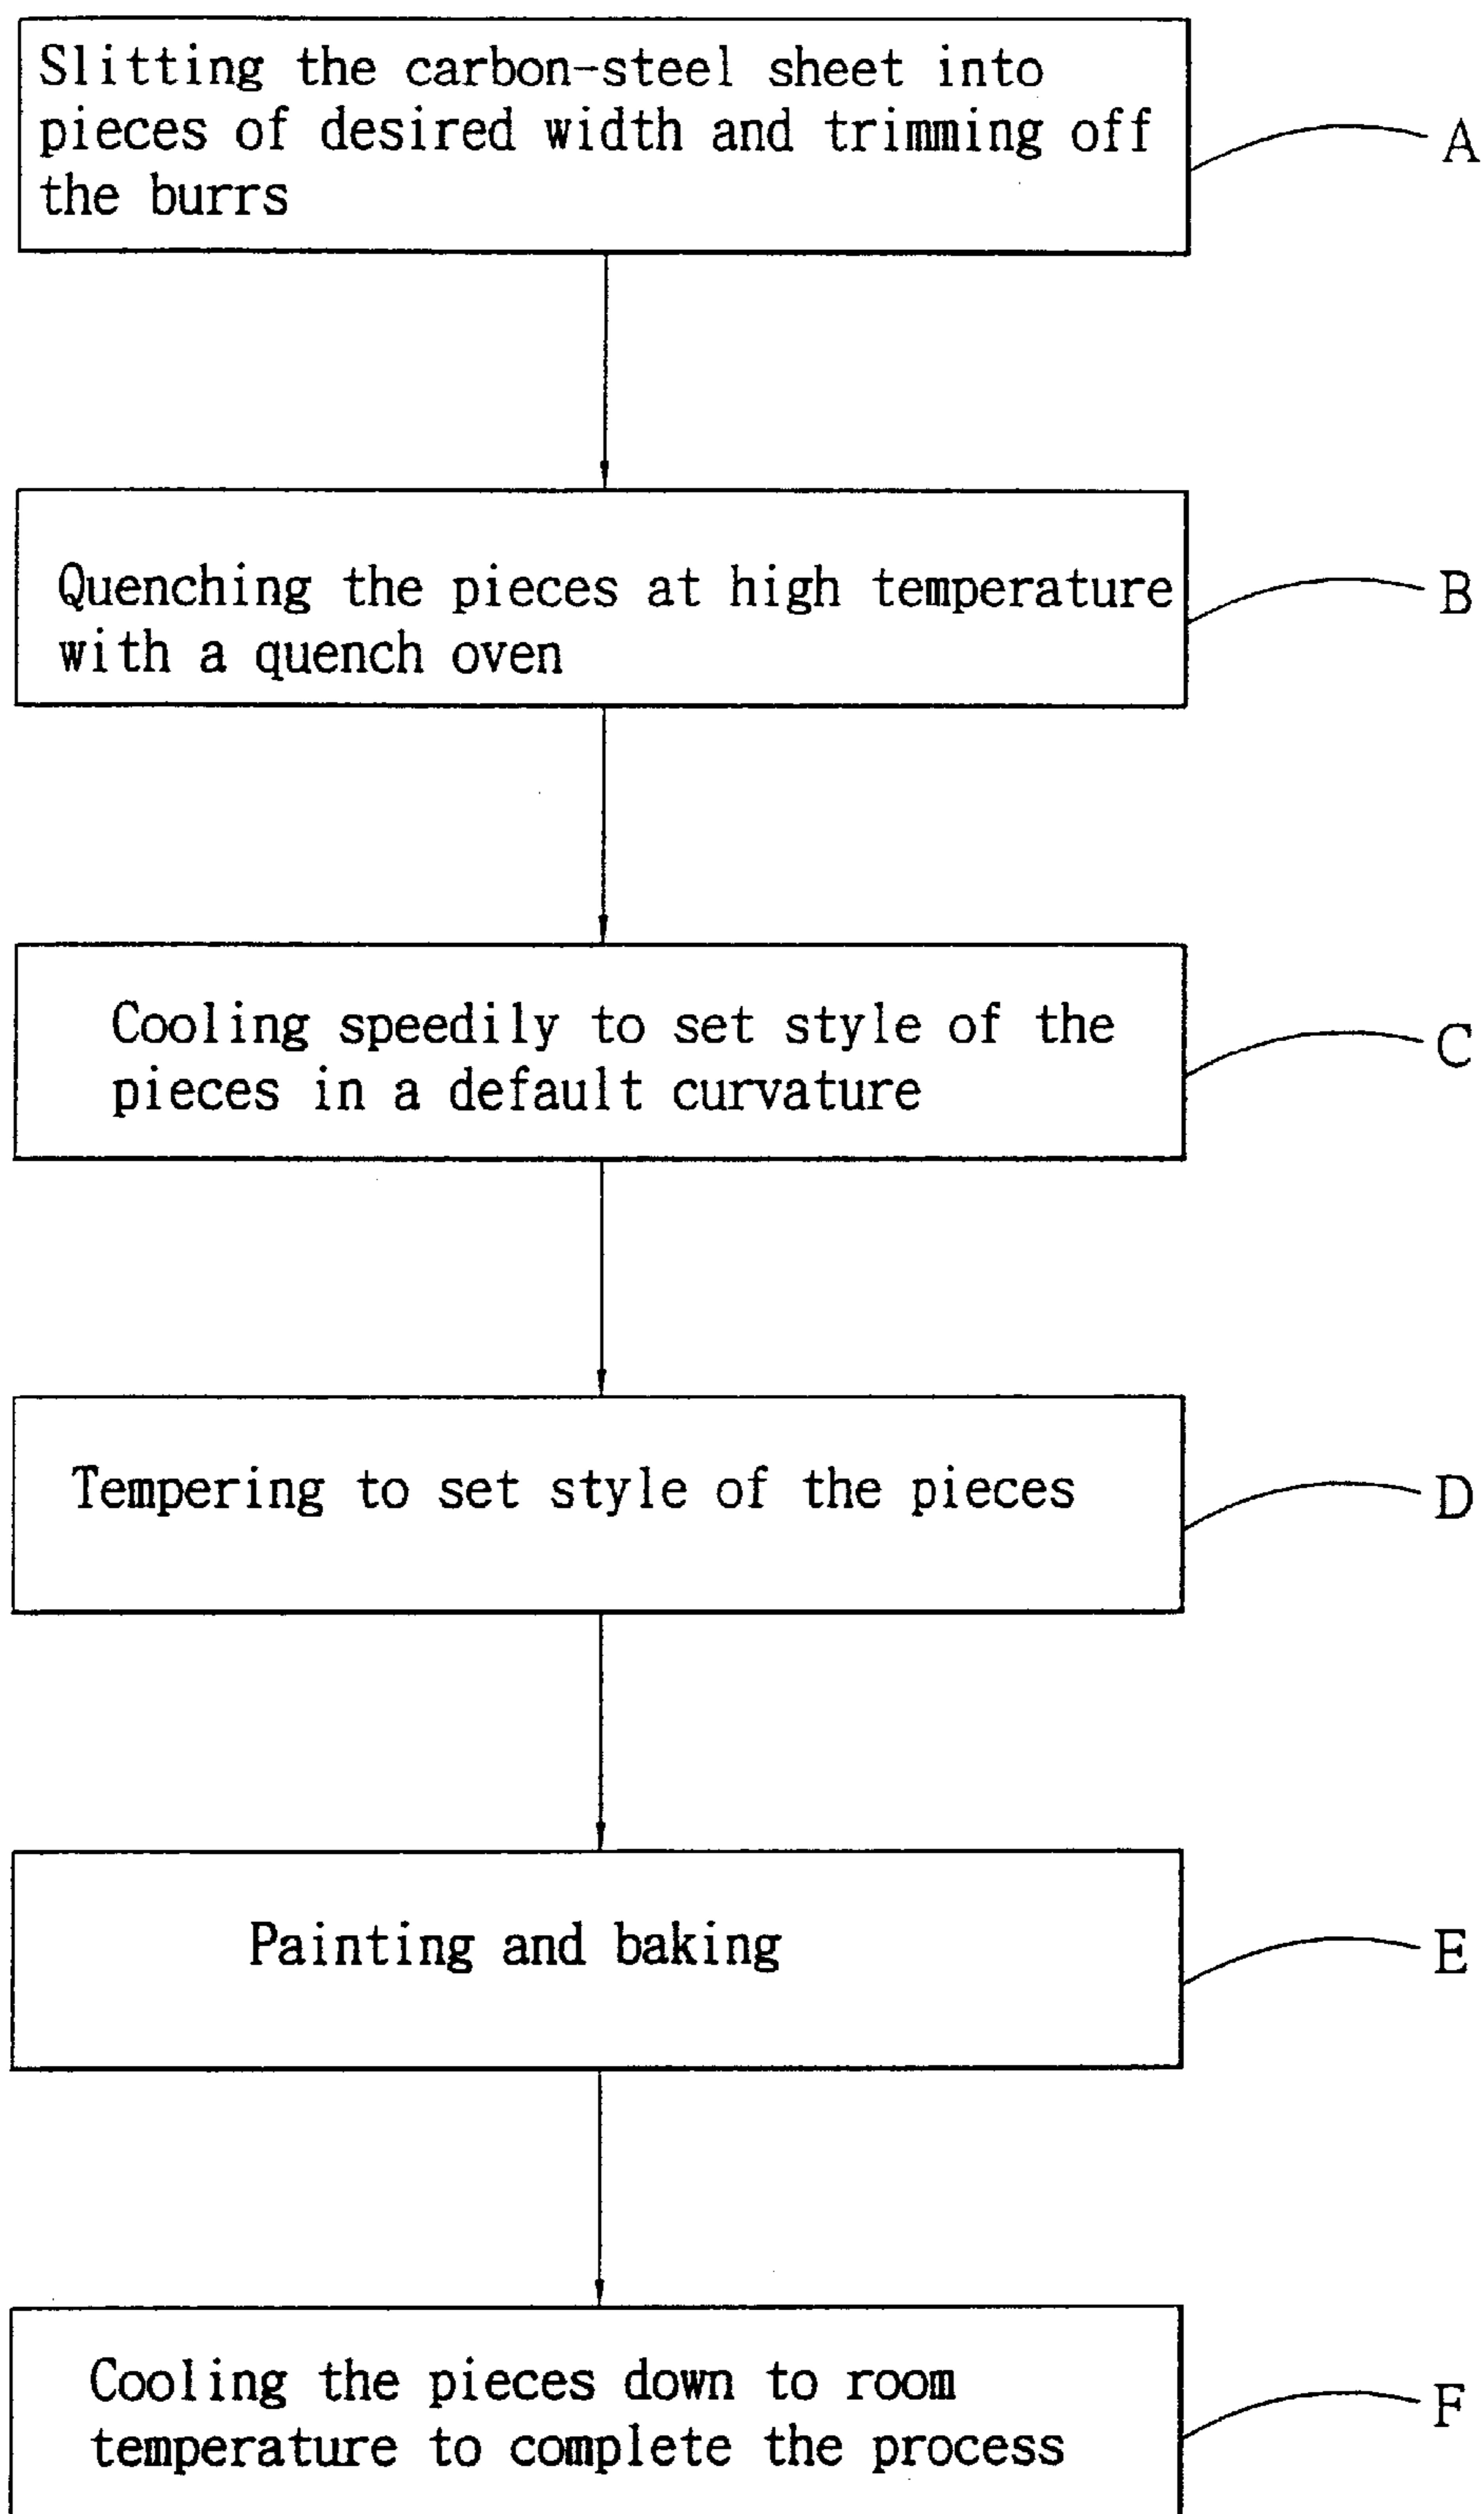 Slitting the carbon-steel sheet into
pieces of desired width and trimming off
the burrs
A
Quenching the pieces at high temperature
with a quench oven
B
Cooling speedily to set style of the
pieces in a default curvature
C
Tempering to set style of the pieces
D
Painting and baking
E
Cooling the pieces down to room
temperature to complete the process
F